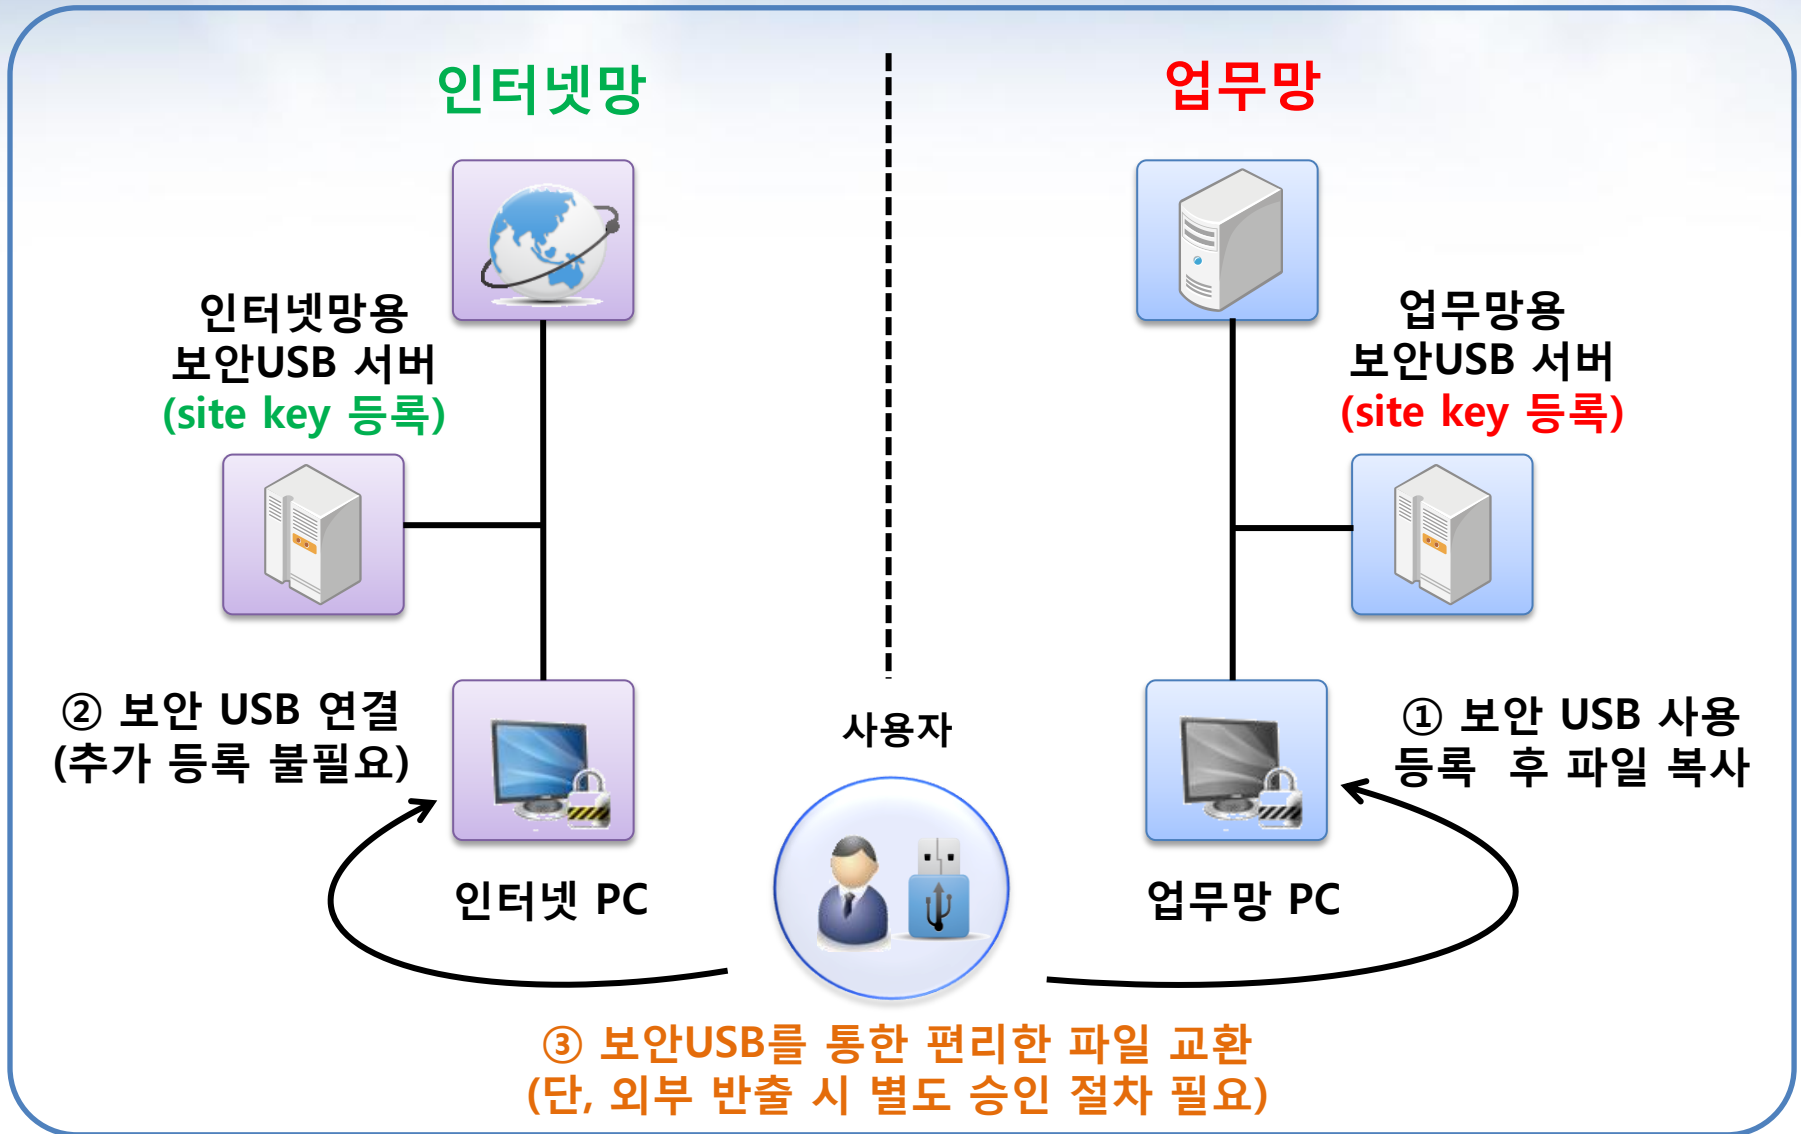 인터넷망
업무망
인터넷망용
보안USB 서버
(site key 등록)
업무망용
보안USB 서버
(site key 등록)
② 보안 USB 연결
(추가 등록 불필요)
사용자
① 보안 USB 사용
등록 후 파일 복사
인터넷 PC
업무망 PC
③ 보안USB를 통한 편리한 파일 교환
(단, 외부 반출 시 별도 승인 절차 필요)